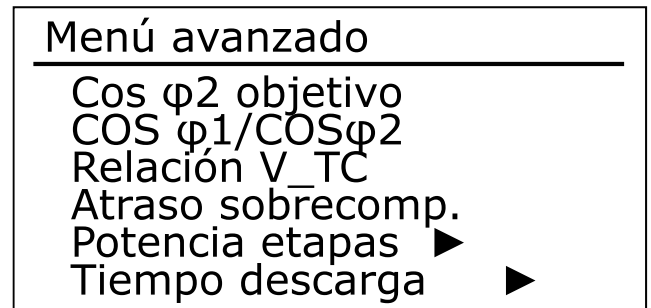 Menú avanzado
Cos φ2 objetivo
COS φ1/COSφ2
Relación V_TC
Atraso sobrecomp.
Potencia etapas ►
Tiempo descarga ►